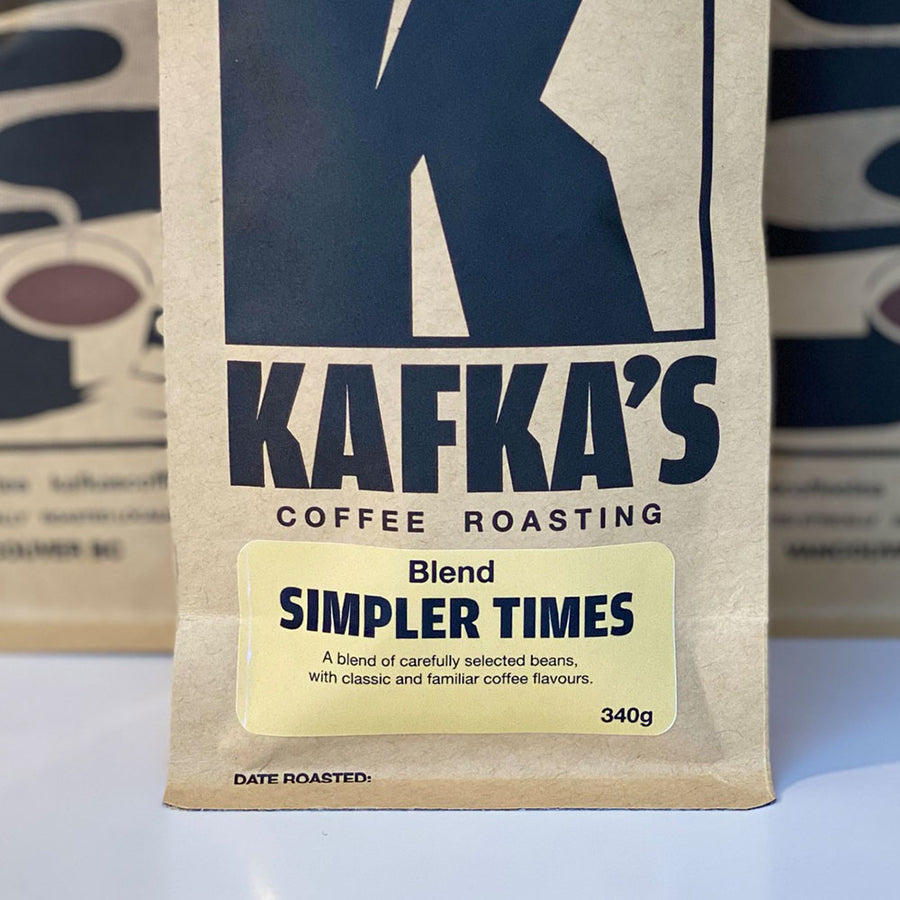 K
KAFKA'S
COFFEE ROASTING
Blend
SIMPLER TIMES
A blend of carefully selected beans,
with classic and familiar coffee flavours.
340g
DATE ROASTED: